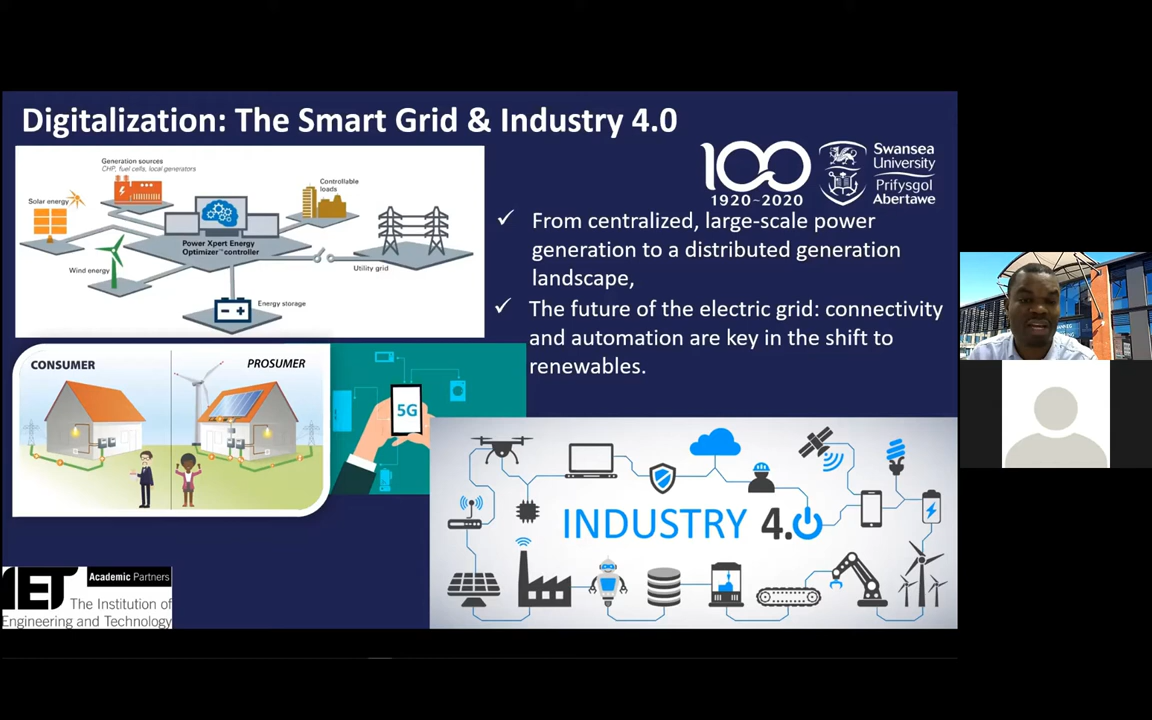 Digitalization: The Smart Grid & Industry 4.0
Generation sources
CHP, fuel cells, local generators
Controllable
loads
Solar energy
Power Xpert Energy
Optimizer™controller
Wind energy
Utility grid
Energy storage
100
1920~2020
Swansea
University
Prifysgol
Abertawe
✓ From centralized, large-scale power
generation to a distributed generation
landscape,
✓ The future of the electric grid: connectivity
and automation are key in the shift to
renewables.
CONSUMER
PROSUMER
5G
INDUSTRY 4.0
IET
Academic Partners
The Institution of
Engineering and Technology